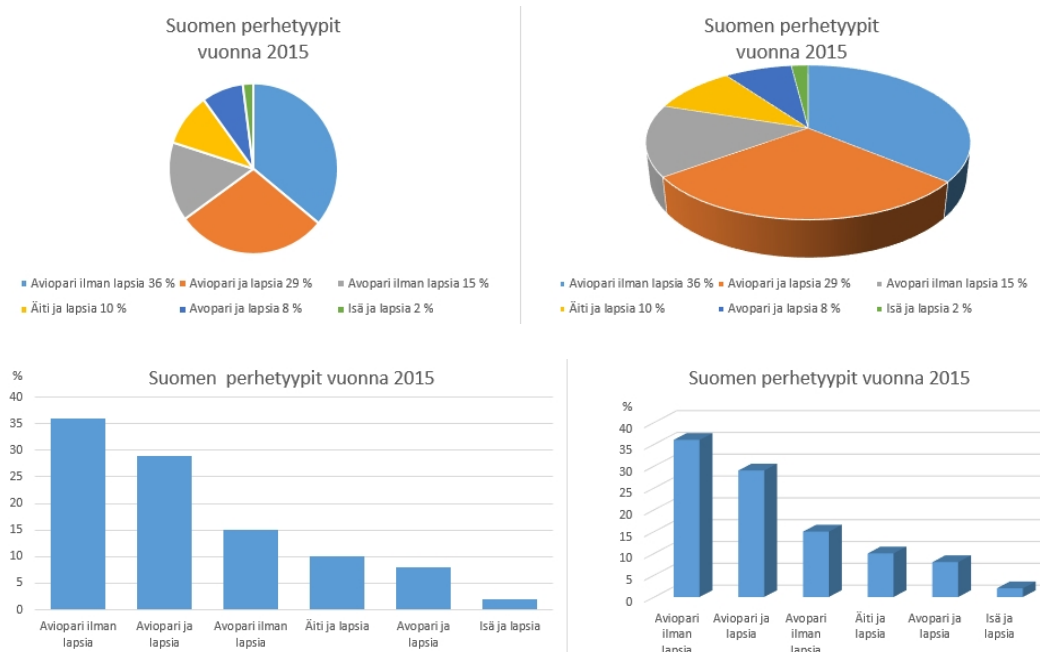 Suomen perhetyypit
vuonna 2015
Aviopari ilman lapsia 36 % Aviopari ja lapsia 29 % Avopari ilman lapsia 15 %
Äiti ja lapsia 10 % Avopari ja lapsia 8 % Isä ja lapsia 2 %
Suomen perhetyypit
vuonna 2015
Aviopari ilman lapsia 36 % Aviopari ja lapsia 29 % Avopari ilman lapsia 15 %
Äiti ja lapsia 10 % Avopari ja lapsia 8 % Isä ja lapsia 2 %
Suomen perhetyypit vuonna 2015
%
40
35
30
25
20
15
10
5
0
Aviopari ilman lapsia
Aviopari ja lapsia
Avopari ilman lapsia
Äiti ja lapsia
Avopari ja lapsia
Isä ja lapsia
Suomen perhetyypit vuonna 2015
%
40
35
30
25
20
15
10
5
0
Aviopari ilman lapsia
Aviopari ja lapsia
Avopari ilman lapsia
Äiti ja lapsia
Avopari ja lapsia
Isä ja lapsia